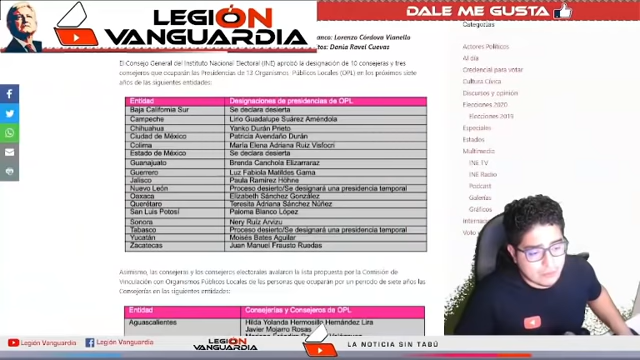 LEGIÓN
VANGUARDIA
DALE ME GUSTA
Lorenzo Córdova Vianello
Dania Ravel Cuevas
Categorías
El Consejo General del Instituto Nacional Electoral (INE) aprobó la designación de 10 consejeras y tres
consejeros que ocuparán las Presidencias de 13 Organismos Públicos Locales (OPL) en los próximos siete
años de las siguientes entidades:
Entidad Designaciones de presidencias de OPL
Baja California Sur Se declara desierta
Campeche Lirio Guadalupe Suárez Améndola
Chihuahua Yanko Durán Prieto
Ciudad de México Patricia Avendaño Durán
Colima María Elena Adriana Ruiz Visfocri
Estado de México Se declara desierta
Guanajuato Brenda Canchola Elizarraraz
Guerrero Luz Fabiola Matildes Gama
Jalisco Paula Ramírez Höhne
Nuevo León Proceso desierto/Se designará una presidencia temporal
Oaxaca Elizabeth Sánchez González
Querétaro Teresita Adriana Sánchez Núñez
San Luis Potosí Paloma Blanco López
Sonora Nery Ruiz Arvizu
Tabasco Proceso desierto/Se designará una presidencia temporal
Yucatán Moisés Bates Aguilar
Zacatecas Juan Manuel Frausto Ruedas
Asimismo, las consejeras y los consejeros electorales avalaron la lista propuesta por la Comisión de
Vinculación con Organismos Públicos Locales de las personas que ocuparán por un periodo de siete años las
Consejerías en las siguientes entidades:
Entidad Consejerías y Consejeros de OPL
Aguascalientes Hilda Yolanda Hermosillo Hernández Lira
Javier Mojarro Rosas
Actores Políticos
Al día
Credencial para votar
Cultura Cívica
Discursos y opinión
Elecciones 2020
Elecciones 2019
Especiales
Estados
Multimedia
INE TV
INE Radio
Podcast
Galerías
Gráficos
Voto
Legión Vanguardia
Legión Vanguardia
LEGIÓN
VANGUARDIA
LA NOTICIA SIN TABÚ